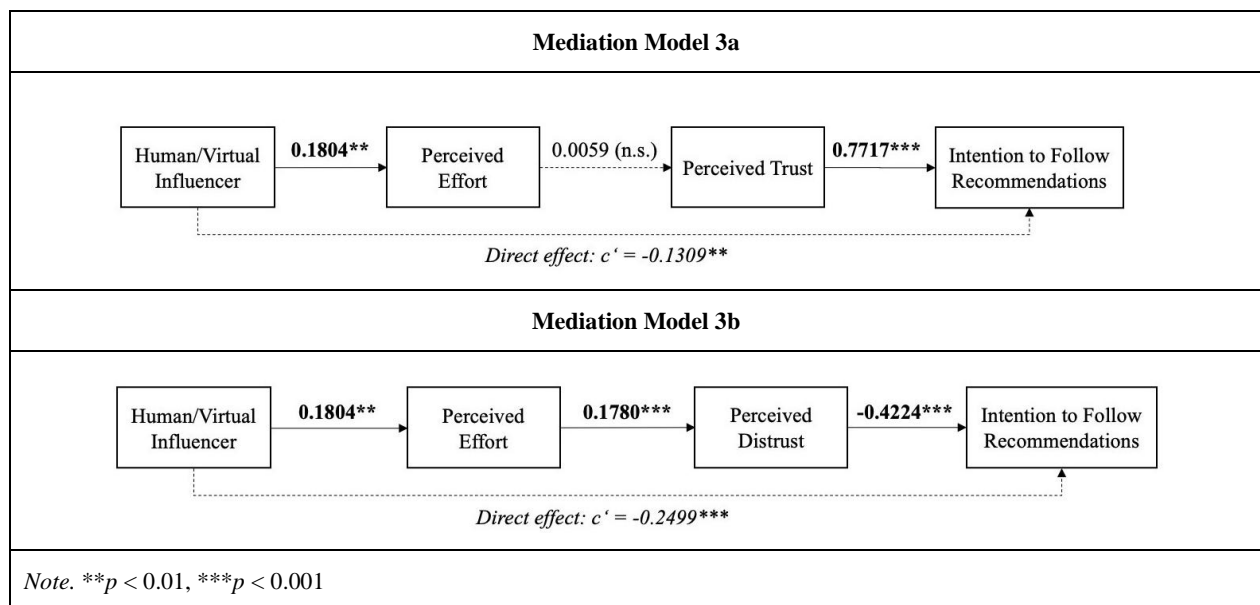 Mediation Model 3a
Human/Virtual
Influencer
0.1804**
Perceived
Effort
0.0059 (n.s.)
Perceived Trust
0.7717***
Intention to Follow
Recommendations
Direct effect: c‘ = -0.1309**
Mediation Model 3b
Human/Virtual
Influencer
0.1804**
Perceived
Effort
0.1780***
Perceived
Distrust
-0.4224***
Intention to Follow
Recommendations
Direct effect: c‘ = -0.2499***
Note. **p < 0.01, ***p < 0.001